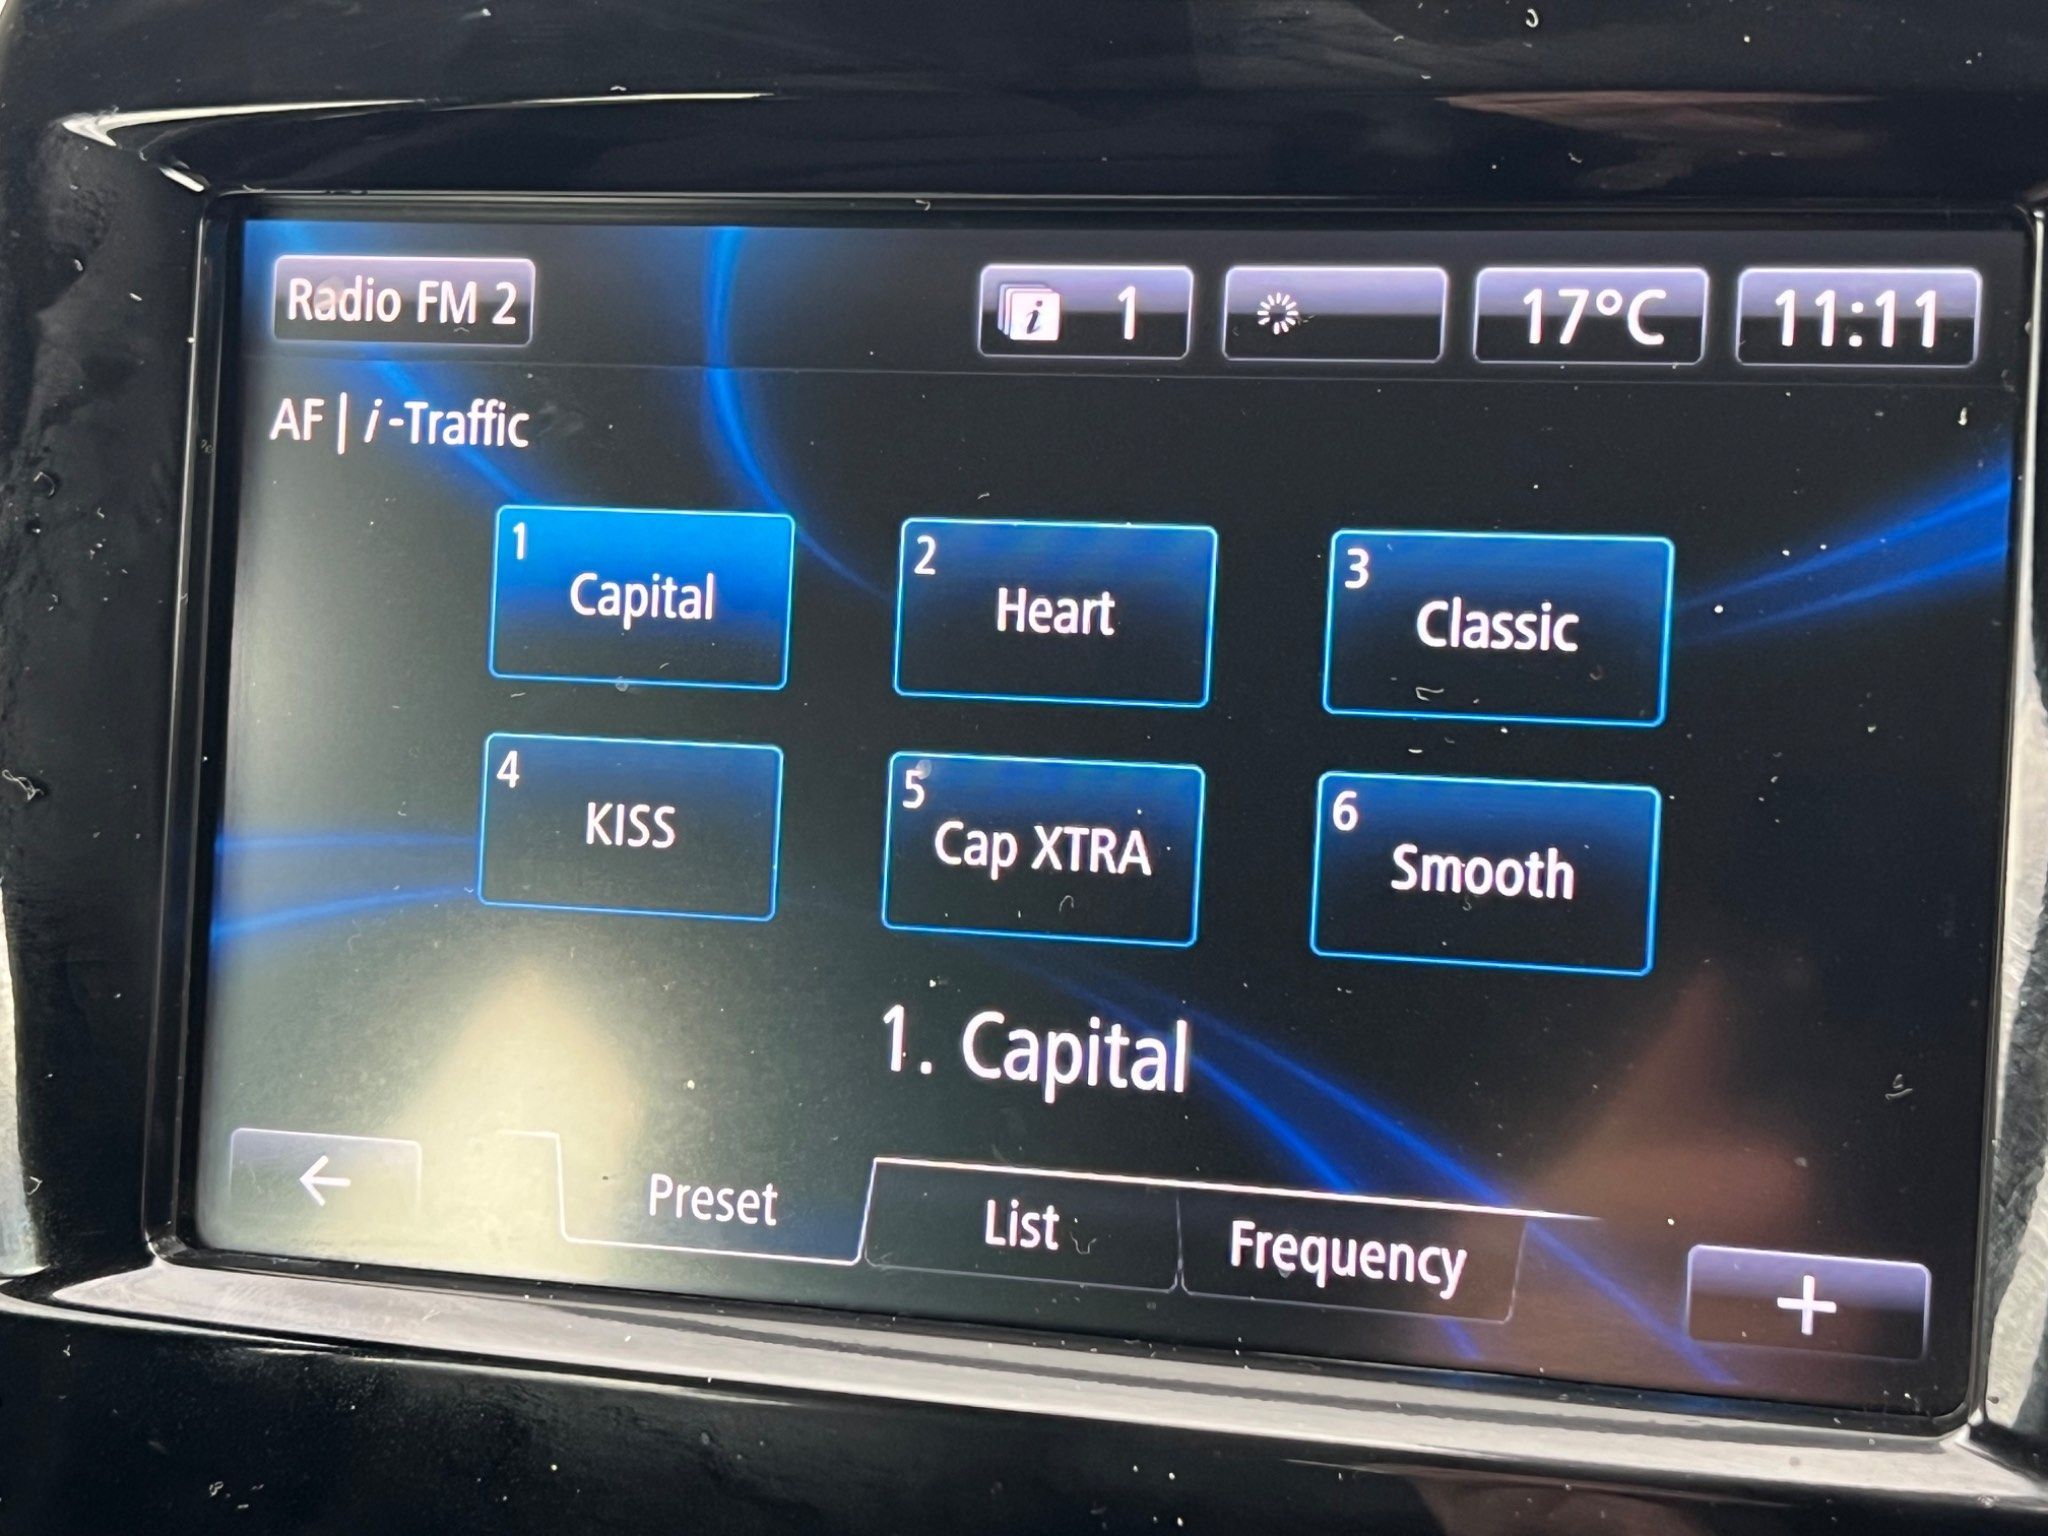 Radio FM 2
i 1
17°C
11:11
AF | i-Traffic
1
Capital
2
Heart
3
Classic
4
KISS
5
Cap XTRA
6
Smooth
1. Capital
←
Preset
List
Frequency
+